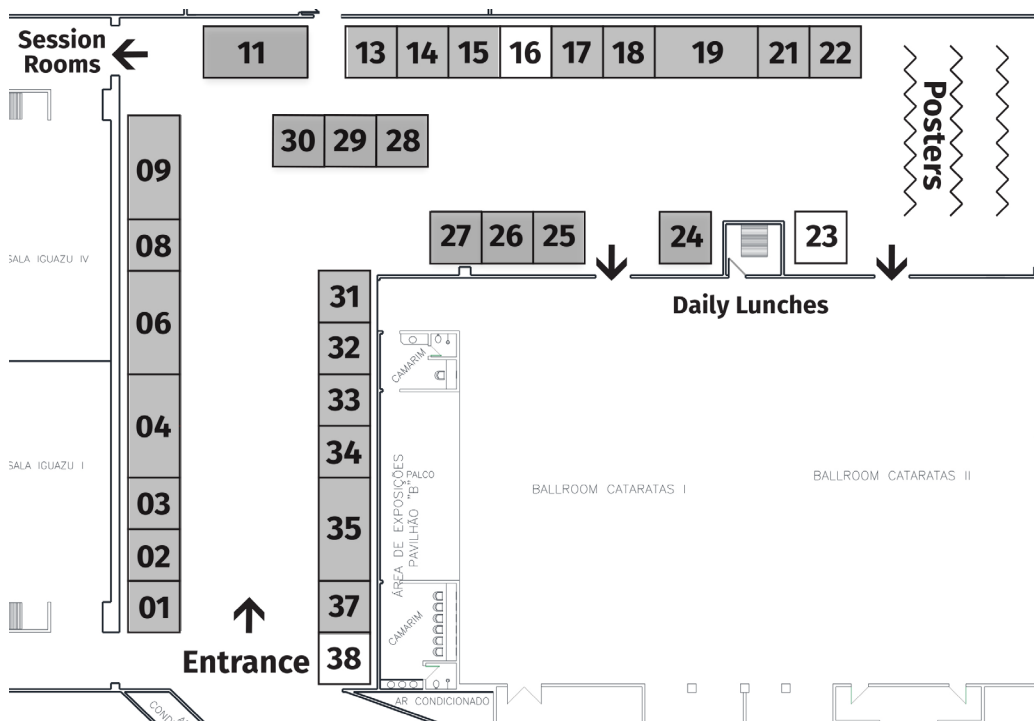 Session
Rooms
11
13
14
15
16
17
18
19
21
22
Posters
30
29
28
09
08
06
04
03
02
01
27
26
25
24
23
Daily Lunches
31
32
33
34
35
37
38
Entrance
SALA IGUAZU IV
SALA IGUAZU I
CAMARIM
ÁREA DE EXPOSIÇÕES
PAVILHÃO "B"
PALCO
CAMARIM
BALLROOM CATARATAS I
BALLROOM CATARATAS II
AR CONDICIONADO